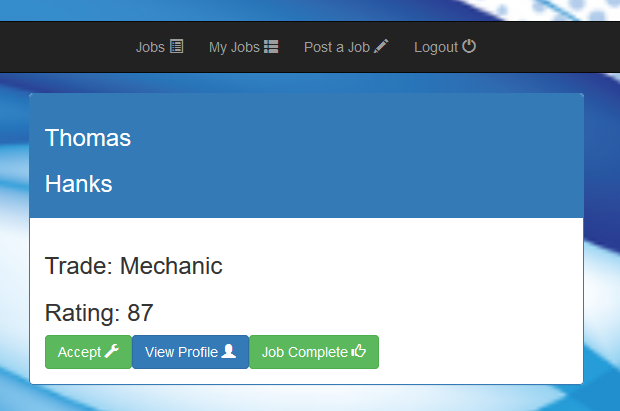 Jobs My Jobs Post a Job Logout
Thomas
Hanks
Trade: Mechanic
Rating: 87
Accept View Profile Job Complete